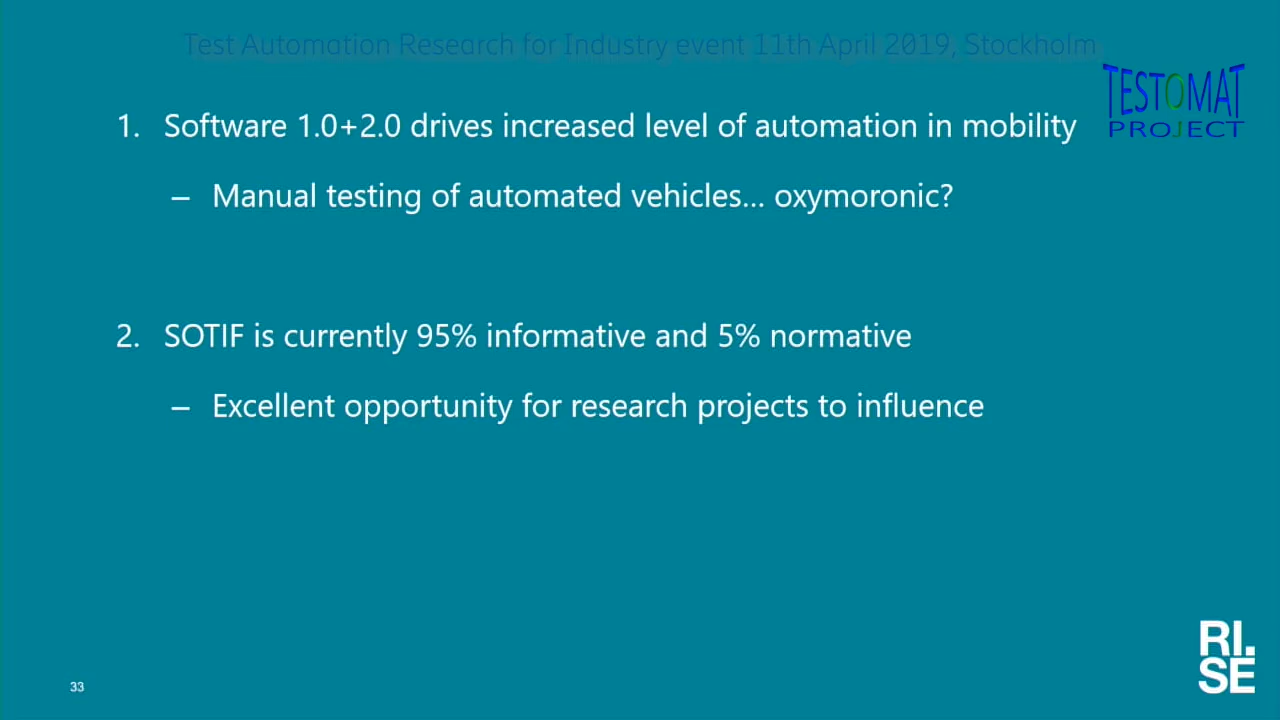 Test Automation Research for Industry event 11th April 2019, Stockholm
TESTOMAT
PROJECT
1. Software 1.0+2.0 drives increased level of automation in mobility
– Manual testing of automated vehicles... oxymoronic?
2. SOTIF is currently 95% informative and 5% normative
– Excellent opportunity for research projects to influence
33
RI.
SE